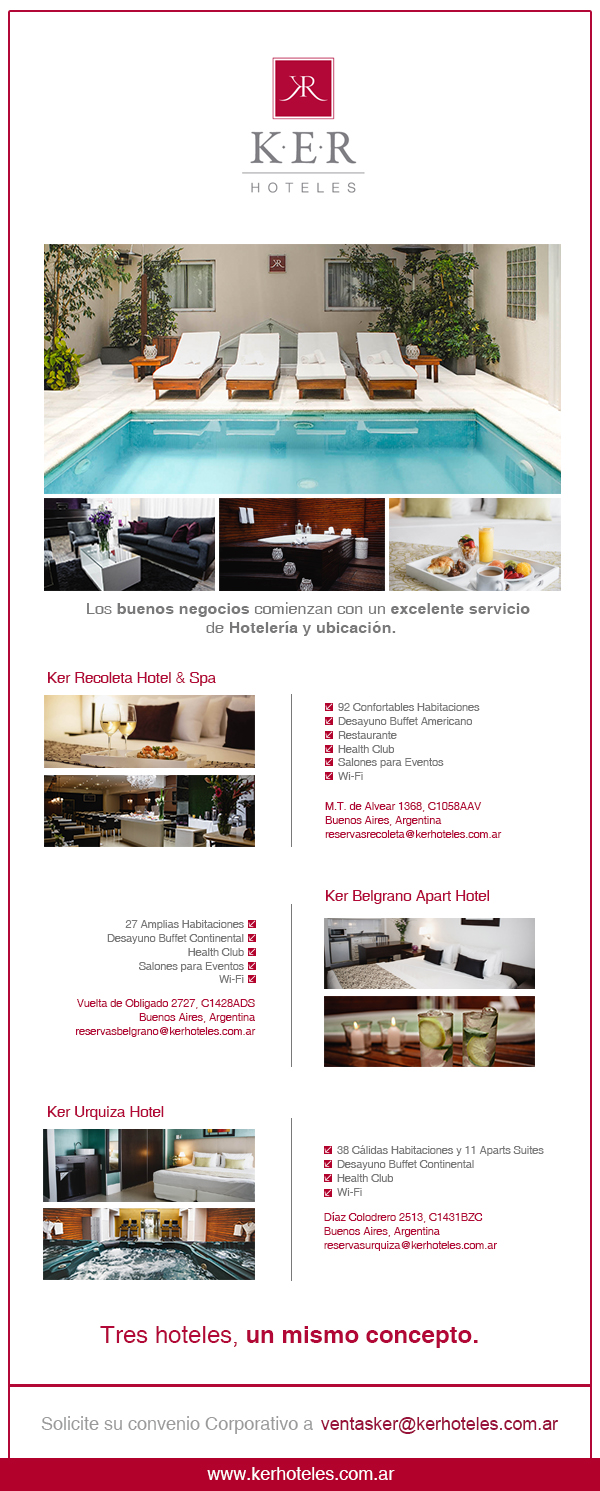 KR
K·E·R
HOTELES
KR
Los buenos negocios comienzan con un excelente servicio
de Hotelería y ubicación.
Ker Recoleta Hotel & Spa
92 Confortables Habitaciones
Desayuno Buffet Americano
Restaurante
Health Club
Salones para Eventos
Wi-Fi
M.T. de Alvear 1368, C1058AAV
Buenos Aires, Argentina
reservasrecoleta@kerhoteles.com.ar
Ker Belgrano Apart Hotel
27 Amplias Habitaciones
Desayuno Buffet Continental
Health Club
Salones para Eventos
Wi-Fi
Vuelta de Obligado 2727, C1428ADS
Buenos Aires, Argentina
reservasbelgrano@kerhoteles.com.ar
Ker Urquiza Hotel
38 Cálidas Habitaciones y 11 Aparts Suites
Desayuno Buffet Continental
Health Club
Wi-Fi
Díaz Colodrero 2513, C1431BZC
Buenos Aires, Argentina
reservasurquiza@kerhoteles.com.ar
Tres hoteles, un mismo concepto.
Solicite su convenio Corporativo a ventasker@kerhoteles.com.ar
www.kerhoteles.com.ar